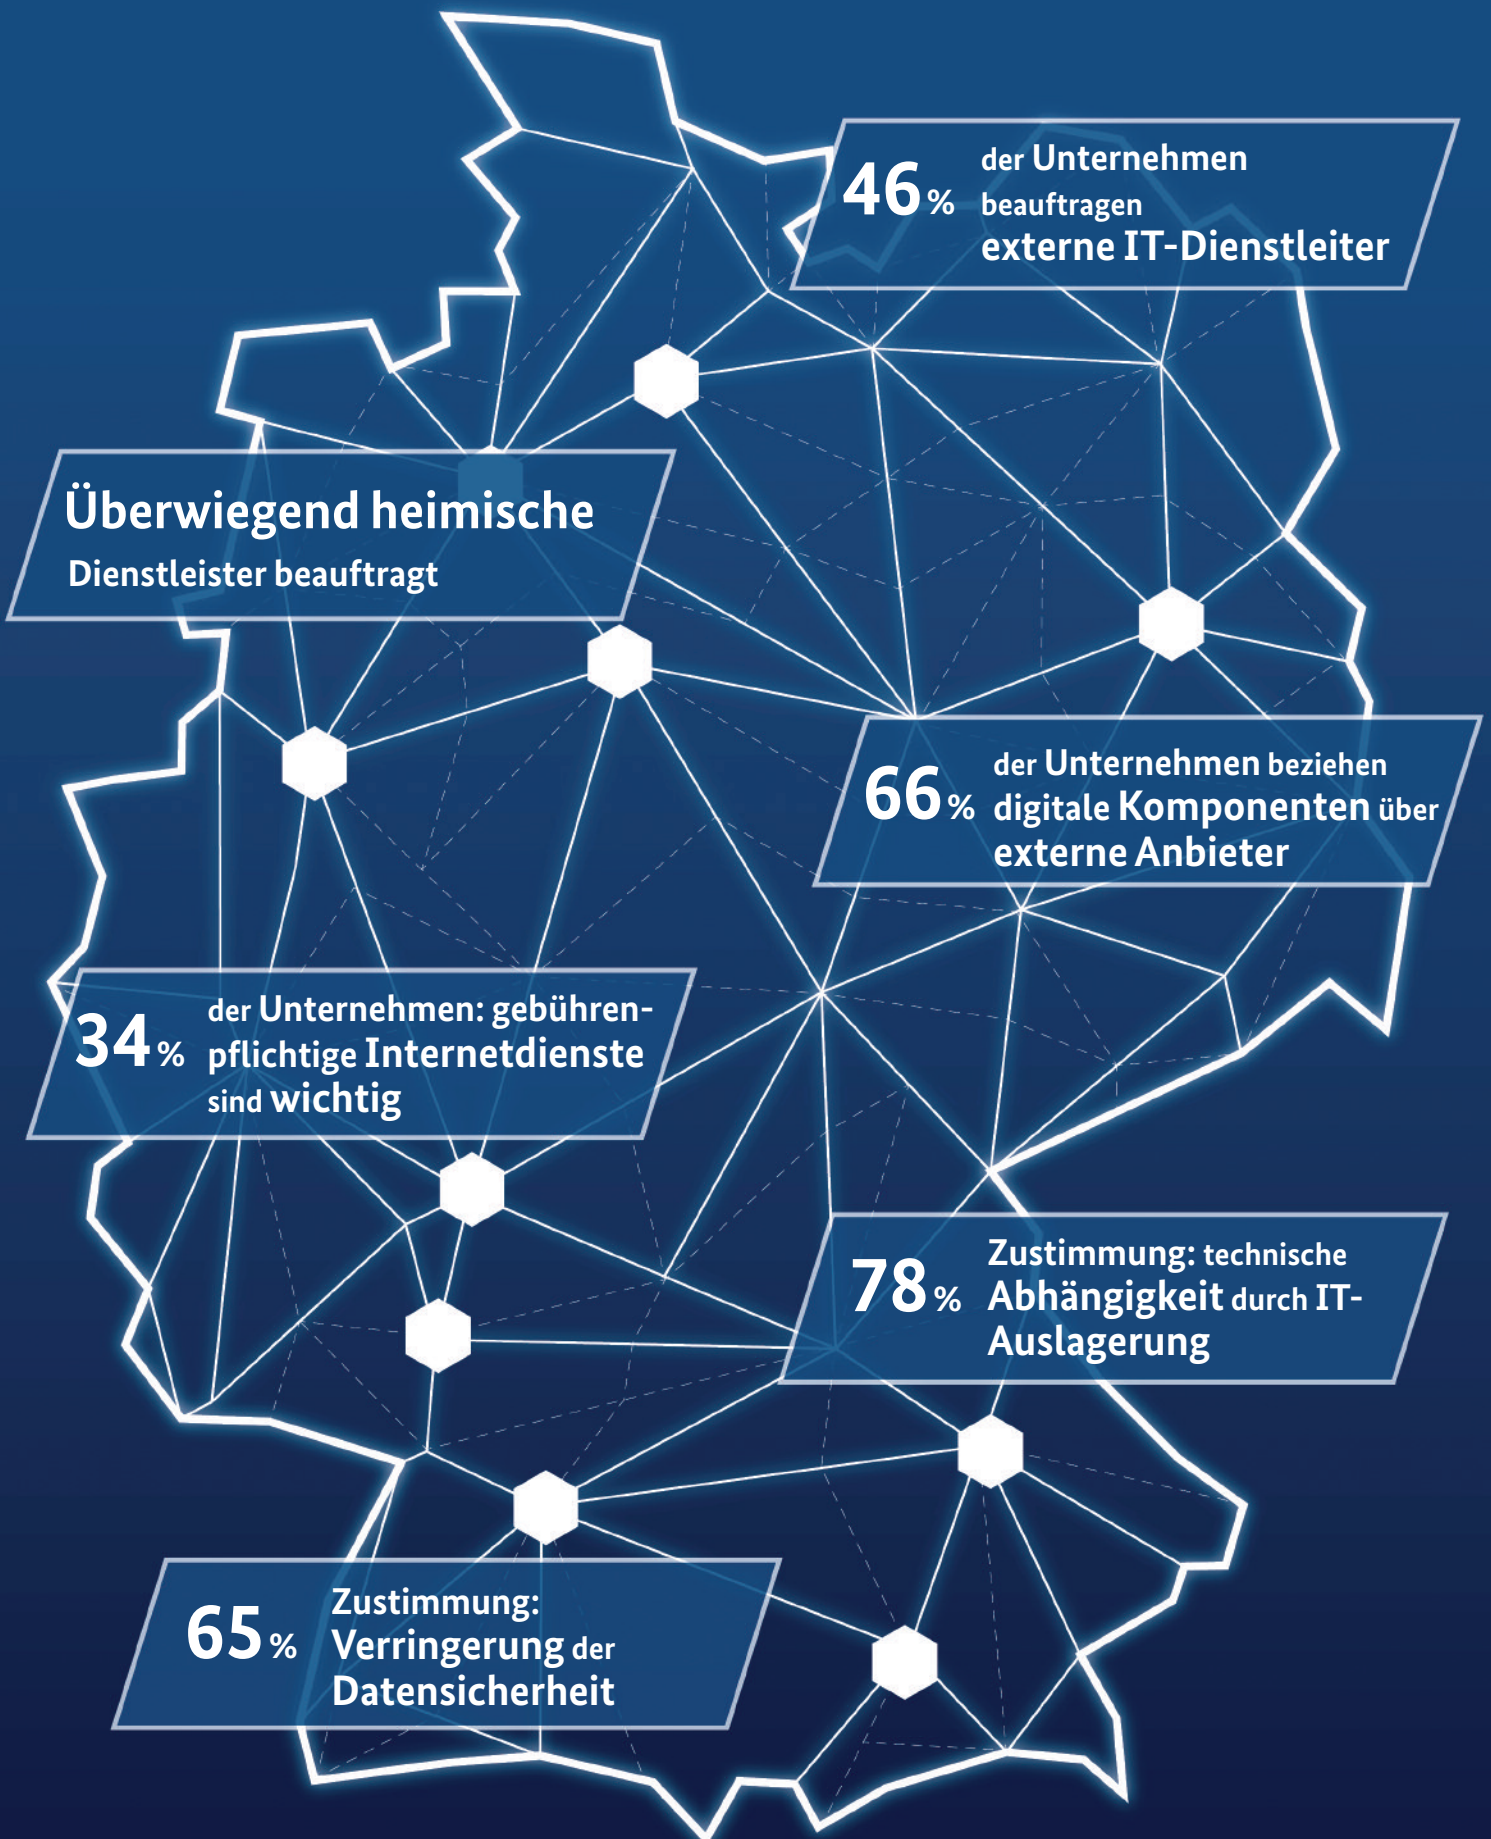 46% der Unternehmen
beauftragen
externe IT-Dienstleiter
Überwiegend heimische
Dienstleister beauftragt
66% der Unternehmen beziehen
digitale Komponenten über
externe Anbieter
34% der Unternehmen: gebühren-
pflichtige Internetdienste
sind wichtig
78% Zustimmung: technische
Abhängigkeit durch IT-
Auslagerung
65% Zustimmung:
Verringerung der
Datensicherheit